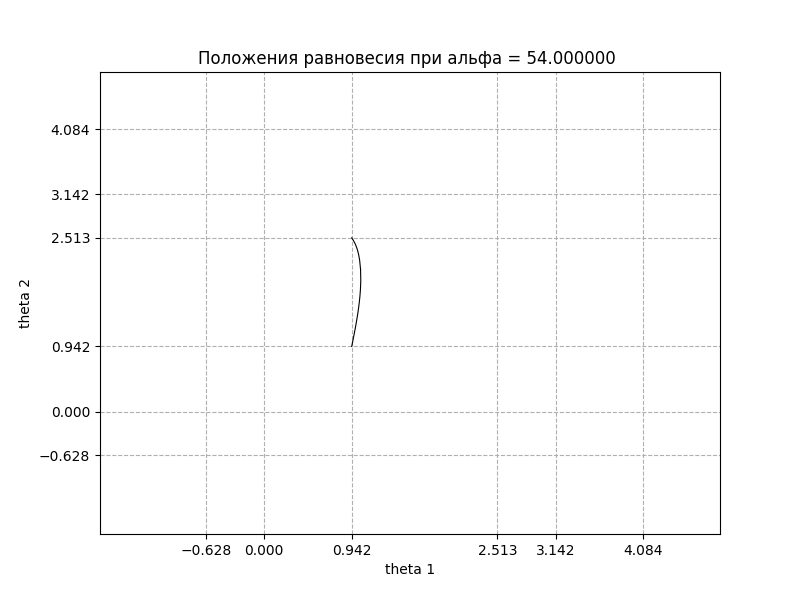 Положения равновесия при альфа = 54.000000
4.084
3.142
2.513
0.942
0.000
−0.628
theta 2
−0.628 0.000 0.942 2.513 3.142 4.084
theta 1